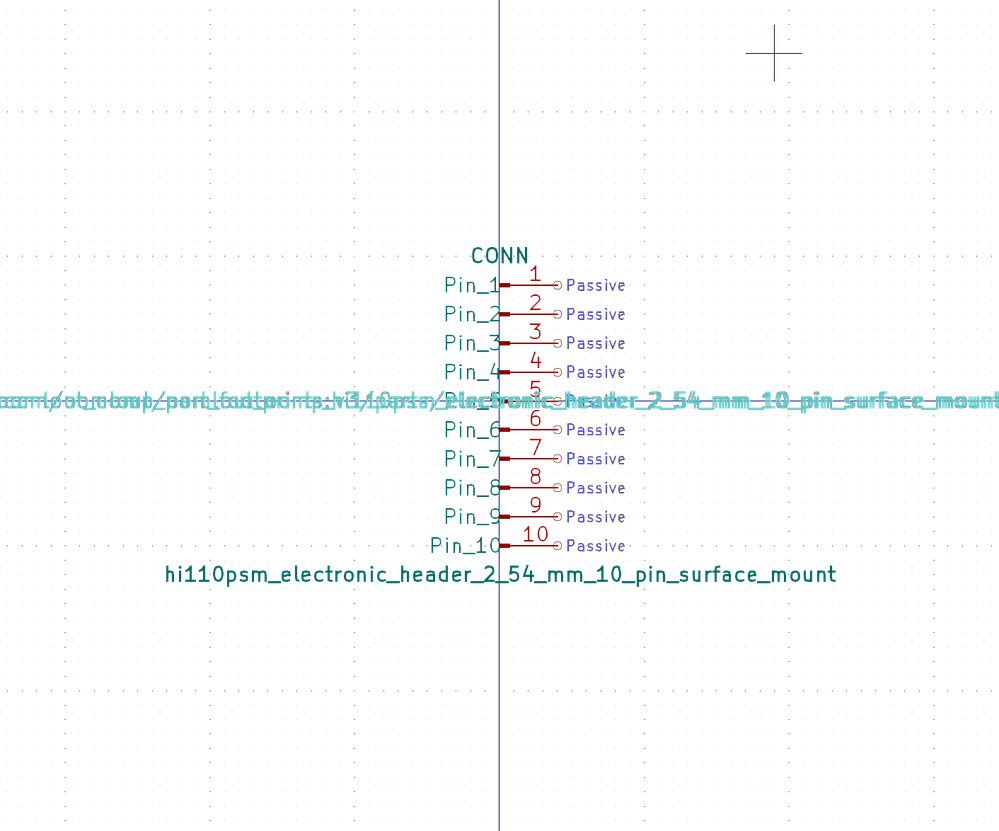 CONN
Pin_1 1 Passive
Pin_2 2 Passive
Pin_3 3 Passive
Pin_4 4 Passive
5
Pin_6 6 Passive
Pin_7 7 Passive
Pin_8 8 Passive
Pin_9 9 Passive
Pin_10 10 Passive
hi110psm_electronic_header_2_54_mm_10_pin_surface_mount